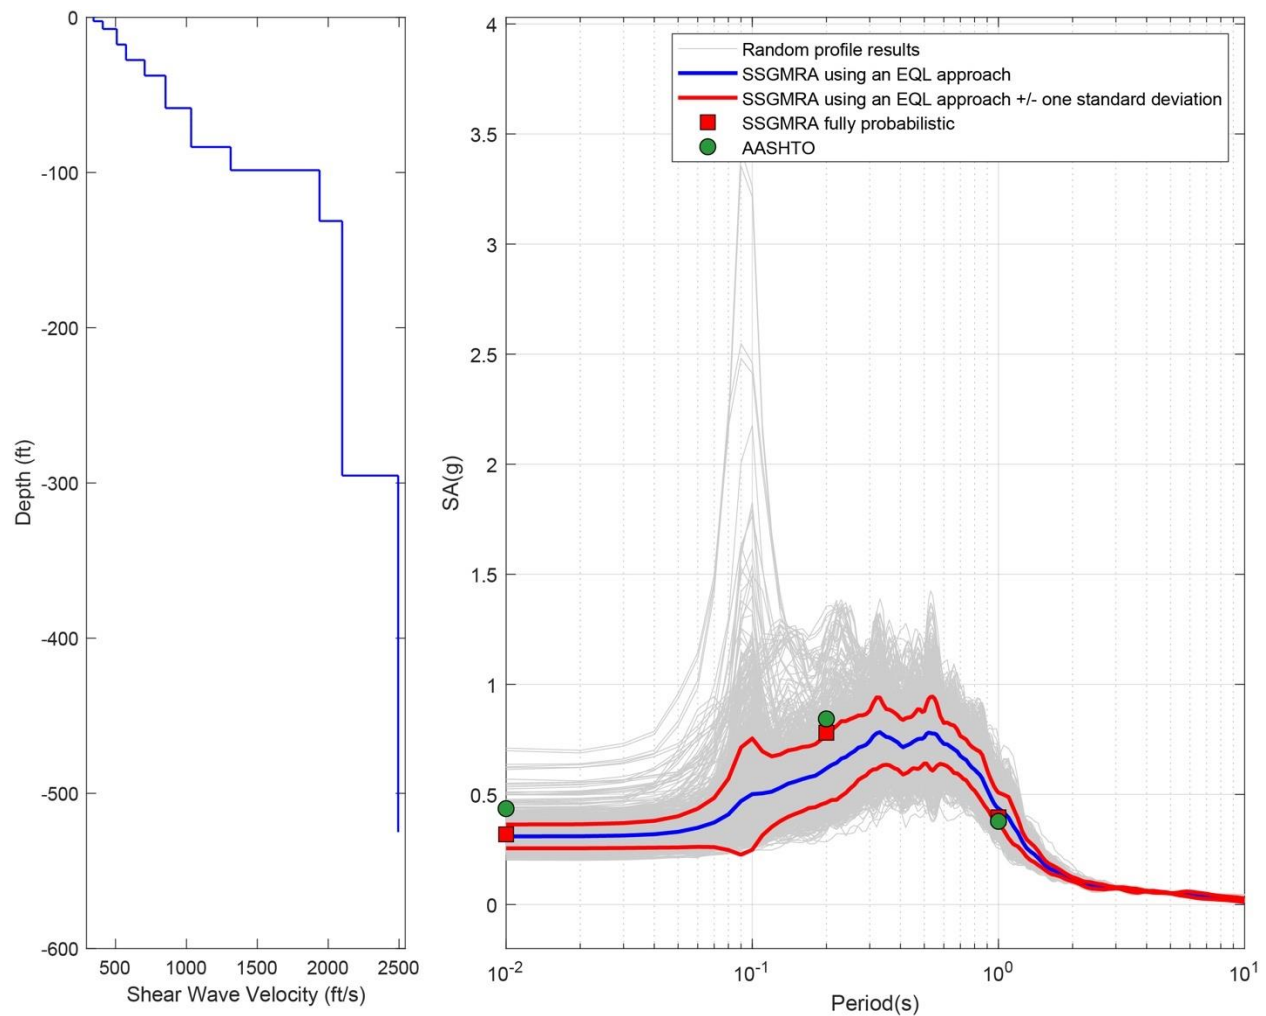 0
-100
-200
-300
-400
-500
-600
500 1000 1500 2000 2500
Shear Wave Velocity (ft/s)
Depth (ft)
4
3.5
3
2.5
2
1.5
1
0.5
0
SA(g)
10-2 10-1 100 101
Period(s)
Random profile results
SSGMRA using an EQL approach
SSGMRA using an EQL approach +/- one standard deviation
SSGMRA fully probabilistic
AASHTO